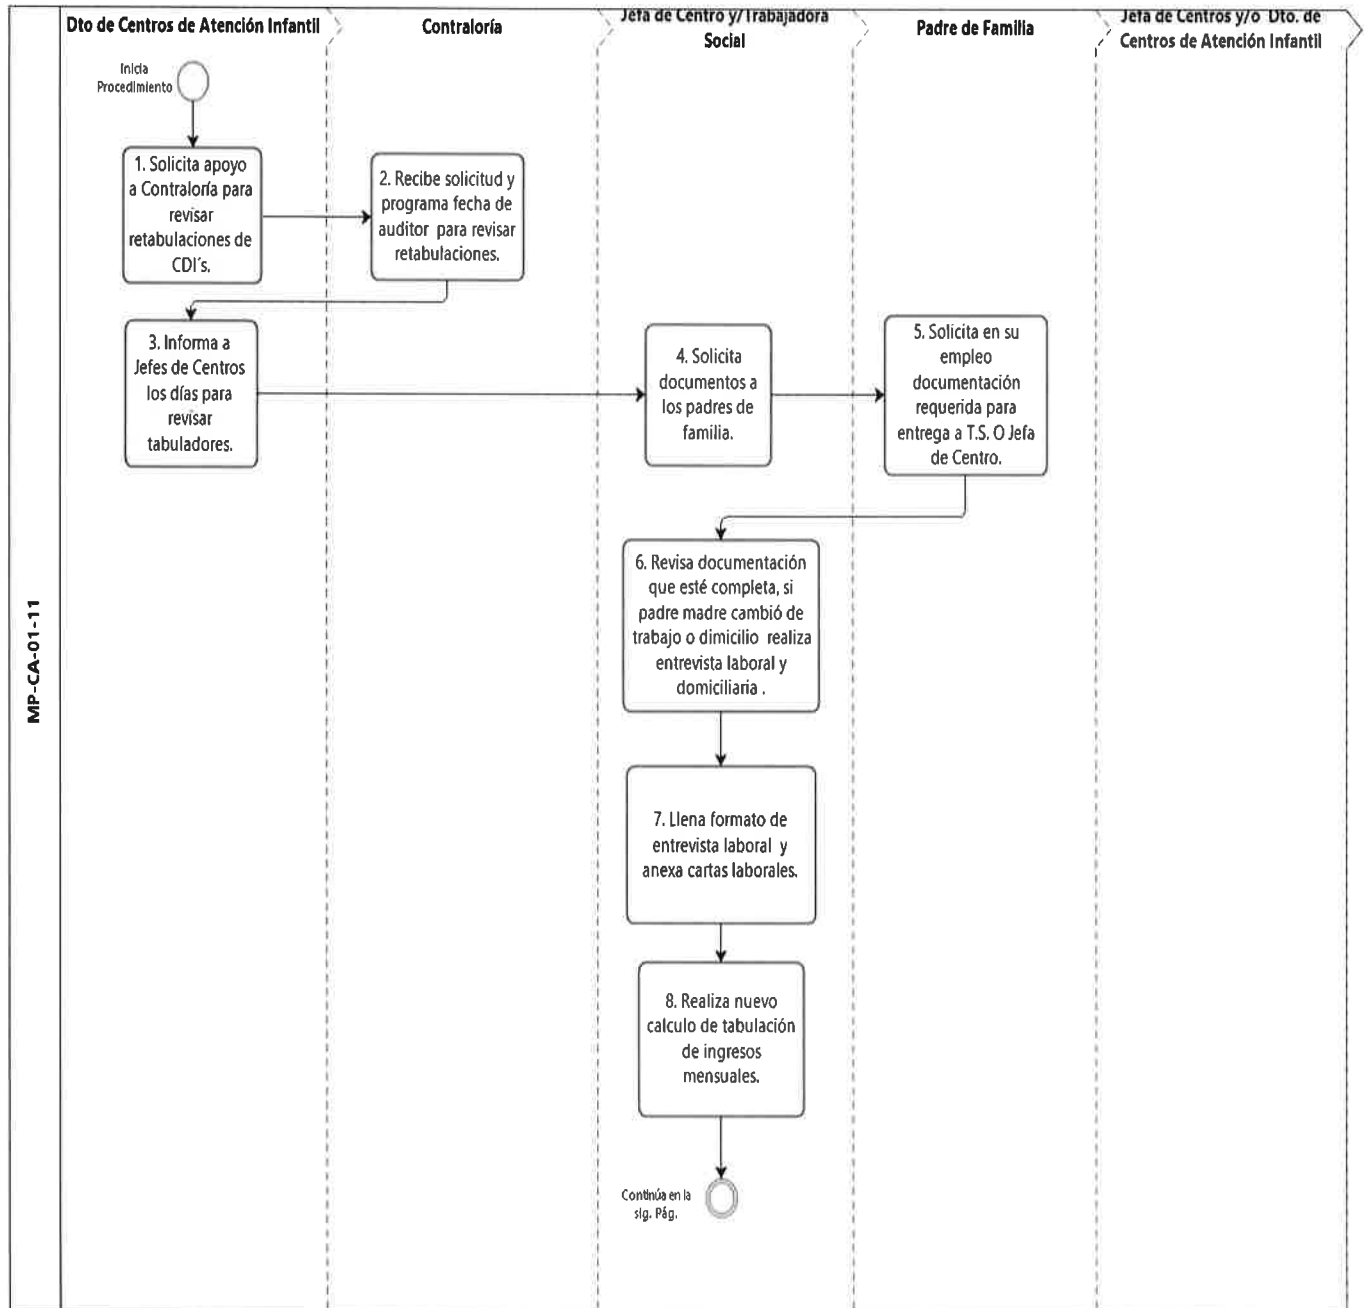 Dto de Centros de Atención Infantil
Contraloría
Jefa de Centro y/Trabajadora
Social
Padre de Familia
Jefa de Centros y/o Dto. de
Centros de Atención Infantil
MP-CA-01-11
Inicia
Procedimiento
1. Solicita apoyo
a Contraloría para
revisar
retabulaciones de
CDI´s.
2. Recibe solicitud y
programa fecha de
auditor para revisar
retabulaciones.
3. Informa a
Jefes de Centros
los días para
revisar
tabuladores.
4. Solicita
documentos a
los padres de
familia.
5. Solicita en su
empleo
documentación
requerida para
entrega a T.S. O Jefa
de Centro.
6. Revisa documentación
que esté completa, si
padre madre cambió de
trabajo o dimicilio realiza
entrevista laboral y
domiciliaria .
7. Llena formato de
entrevista laboral y
anexa cartas laborales.
8. Realiza nuevo
calculo de tabulación
de ingresos
mensuales.
Continúa en la
sig. Pág.